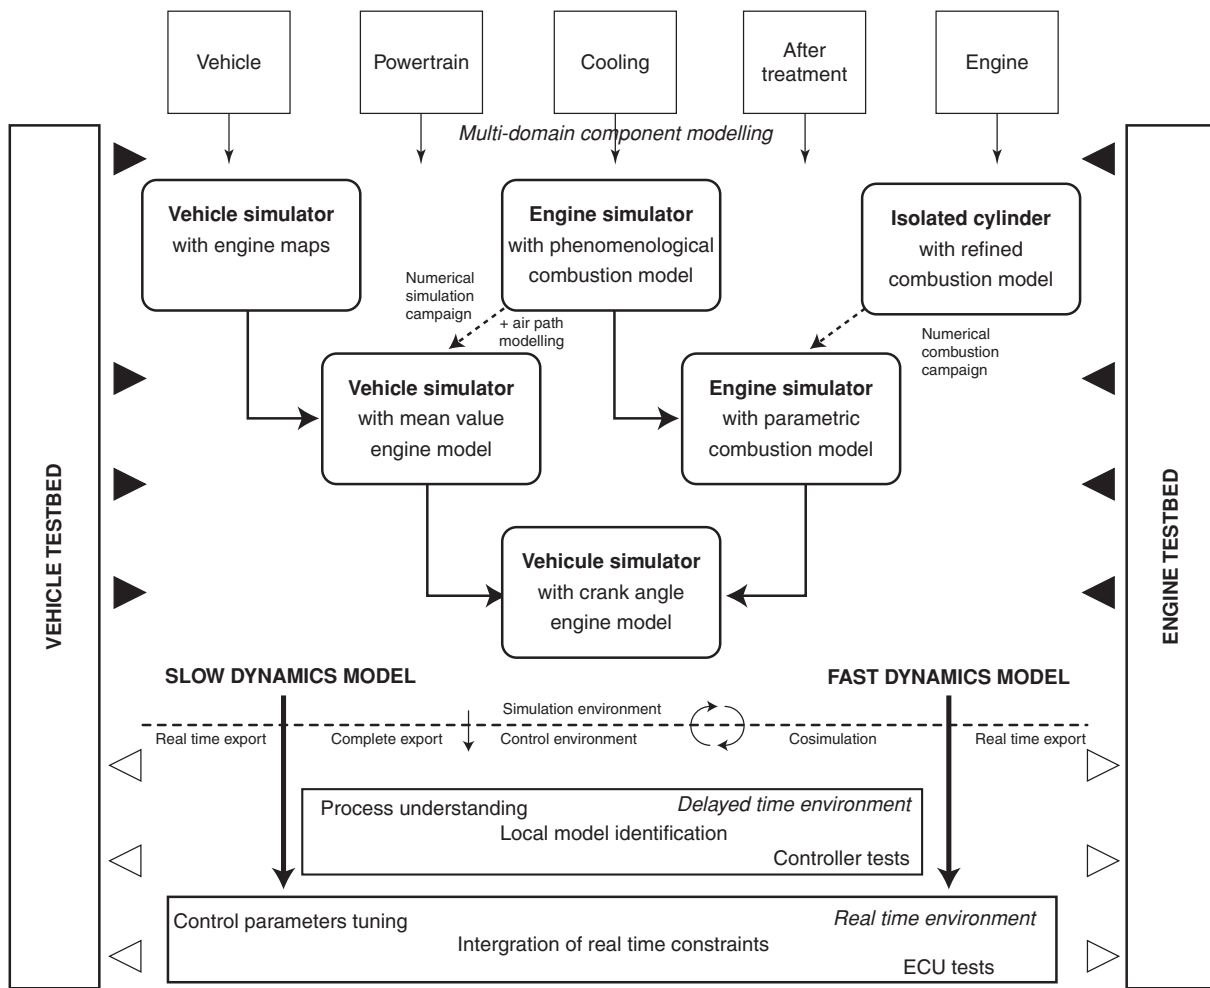 Vehicle
Powertrain
Cooling
After
treatment
Engine
Multi-domain component modelling
Vehicle simulator
with engine maps
Engine simulator
with phenomenological
combustion model
Isolated cylinder
with refined
combustion model
Numerical
simulation
campaign
+ air path
modelling
Numerical
combustion
campaign
Vehicle simulator
with mean value
engine model
Engine simulator
with parametric
combustion model
VEHICLE TESTBED
ENGINE TESTBED
Vehicule simulator
with crank angle
engine model
SLOW DYNAMICS MODEL
FAST DYNAMICS MODEL
Simulation environment
Real time export
Complete export
Control environment
Cosimulation
Real time export
Process understanding
Delayed time environment
Local model identification
Controller tests
Control parameters tuning
Real time environment
Intergration of real time constraints
ECU tests